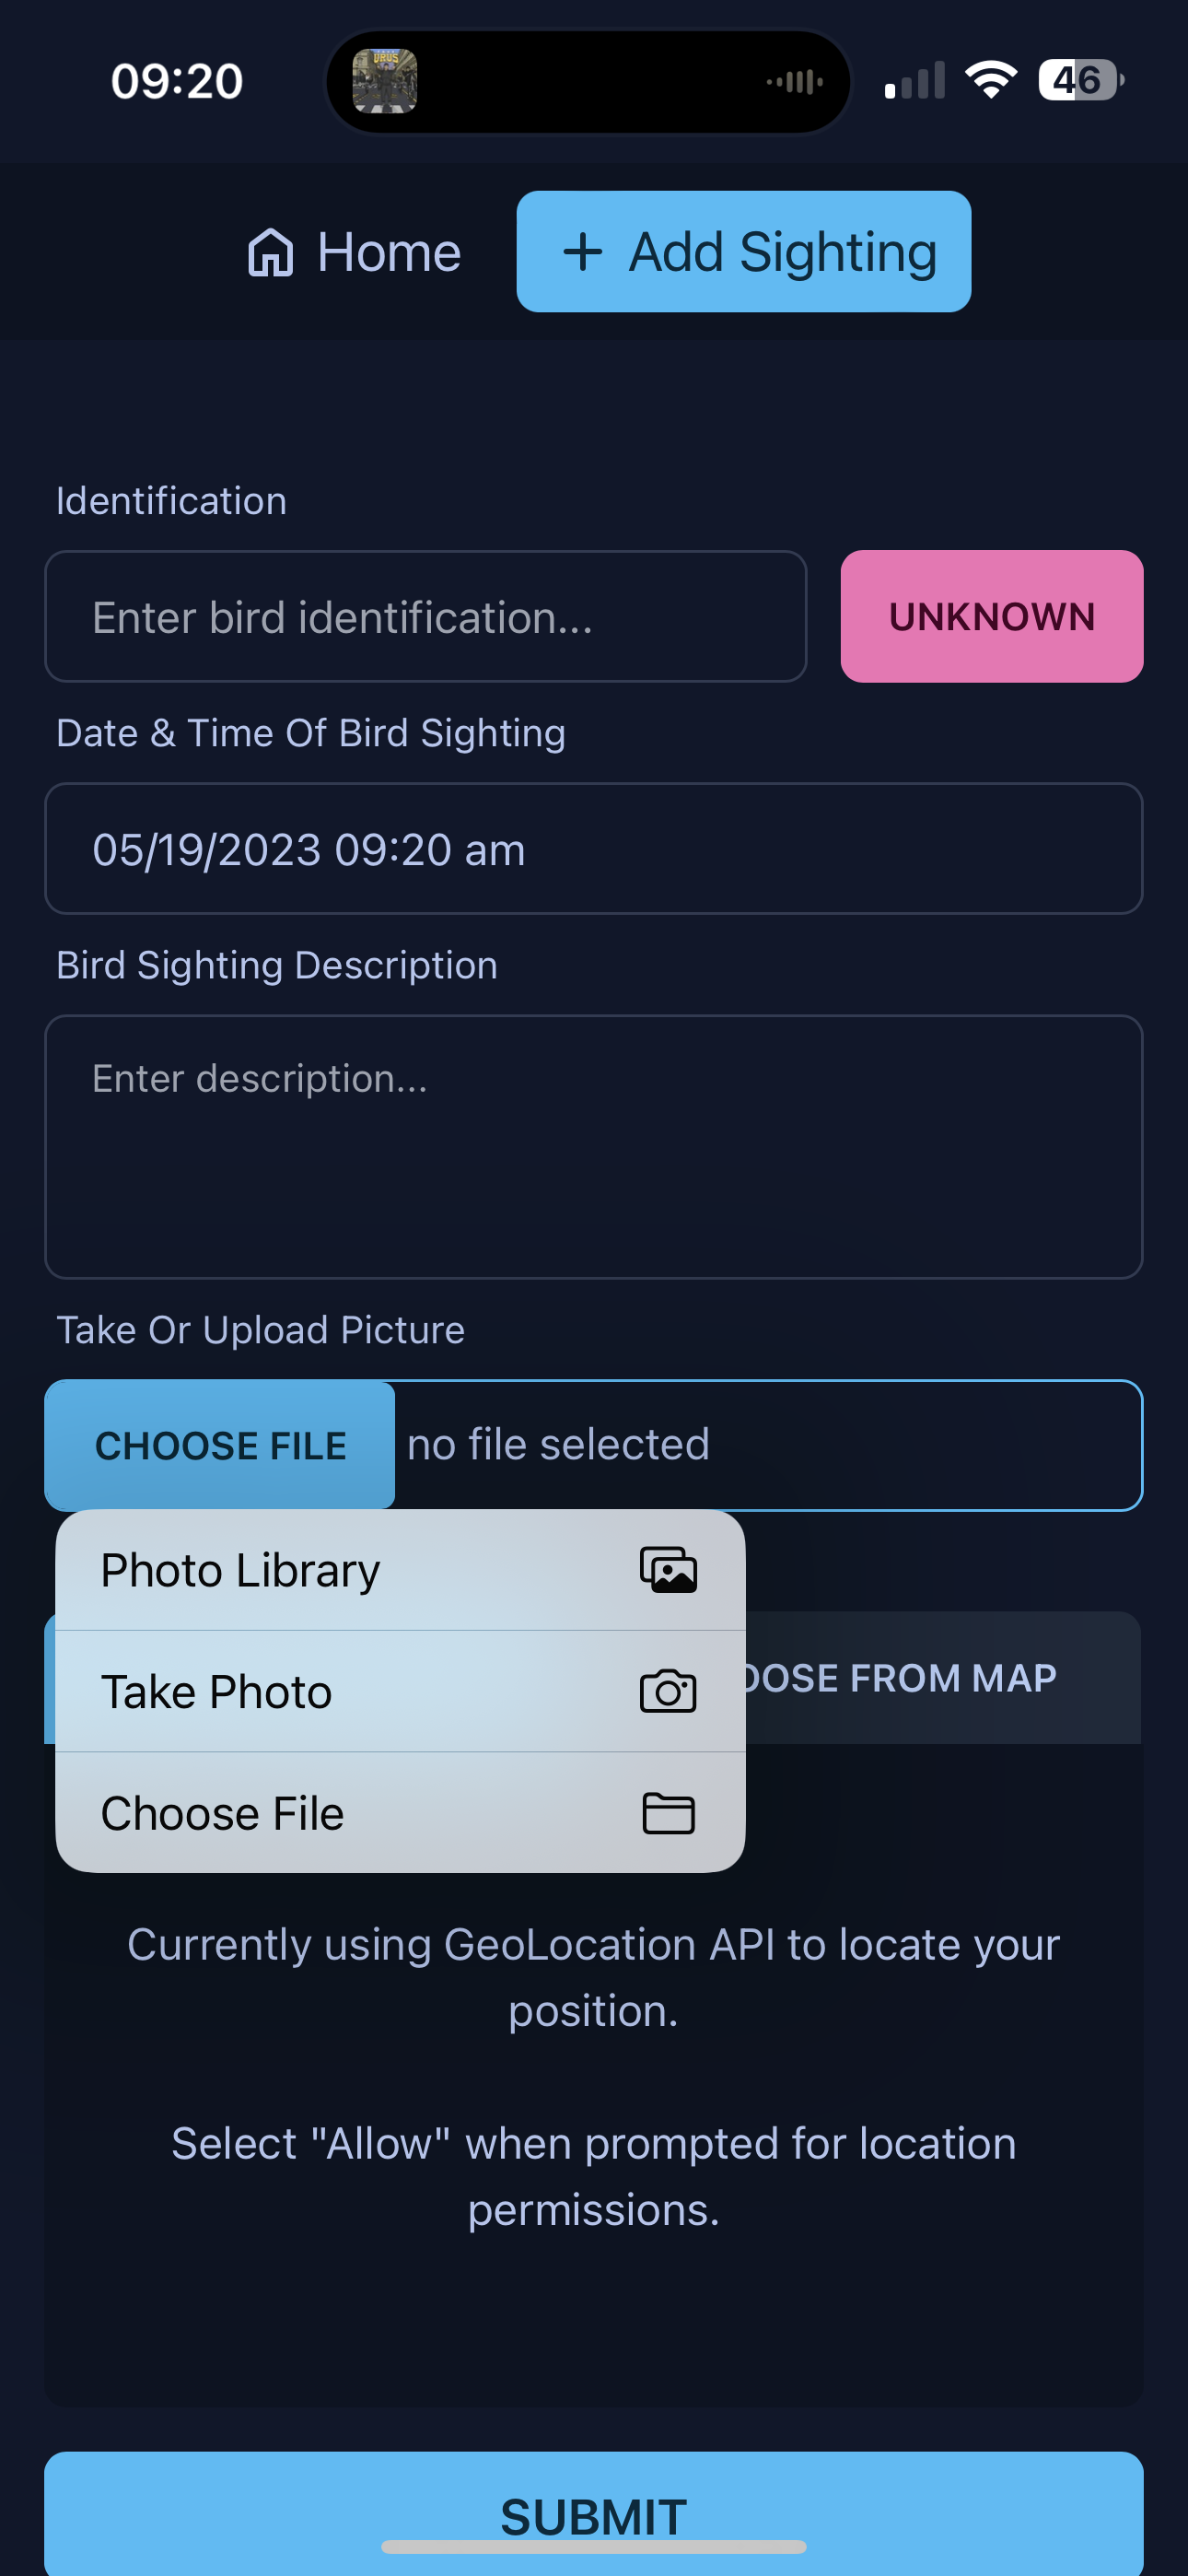 09:20
46
Home
+ Add Sighting
Identification
Enter bird identification...
UNKNOWN
Date & Time Of Bird Sighting
05/19/2023 09:20 am
Bird Sighting Description
Enter description...
Take Or Upload Picture
CHOOSE FILE no file selected
Photo Library
Take Photo
FROM MAP
Choose File
Currently using GeoLocation API to locate your
position.
Select "Allow" when prompted for location
permissions.
SUBMIT